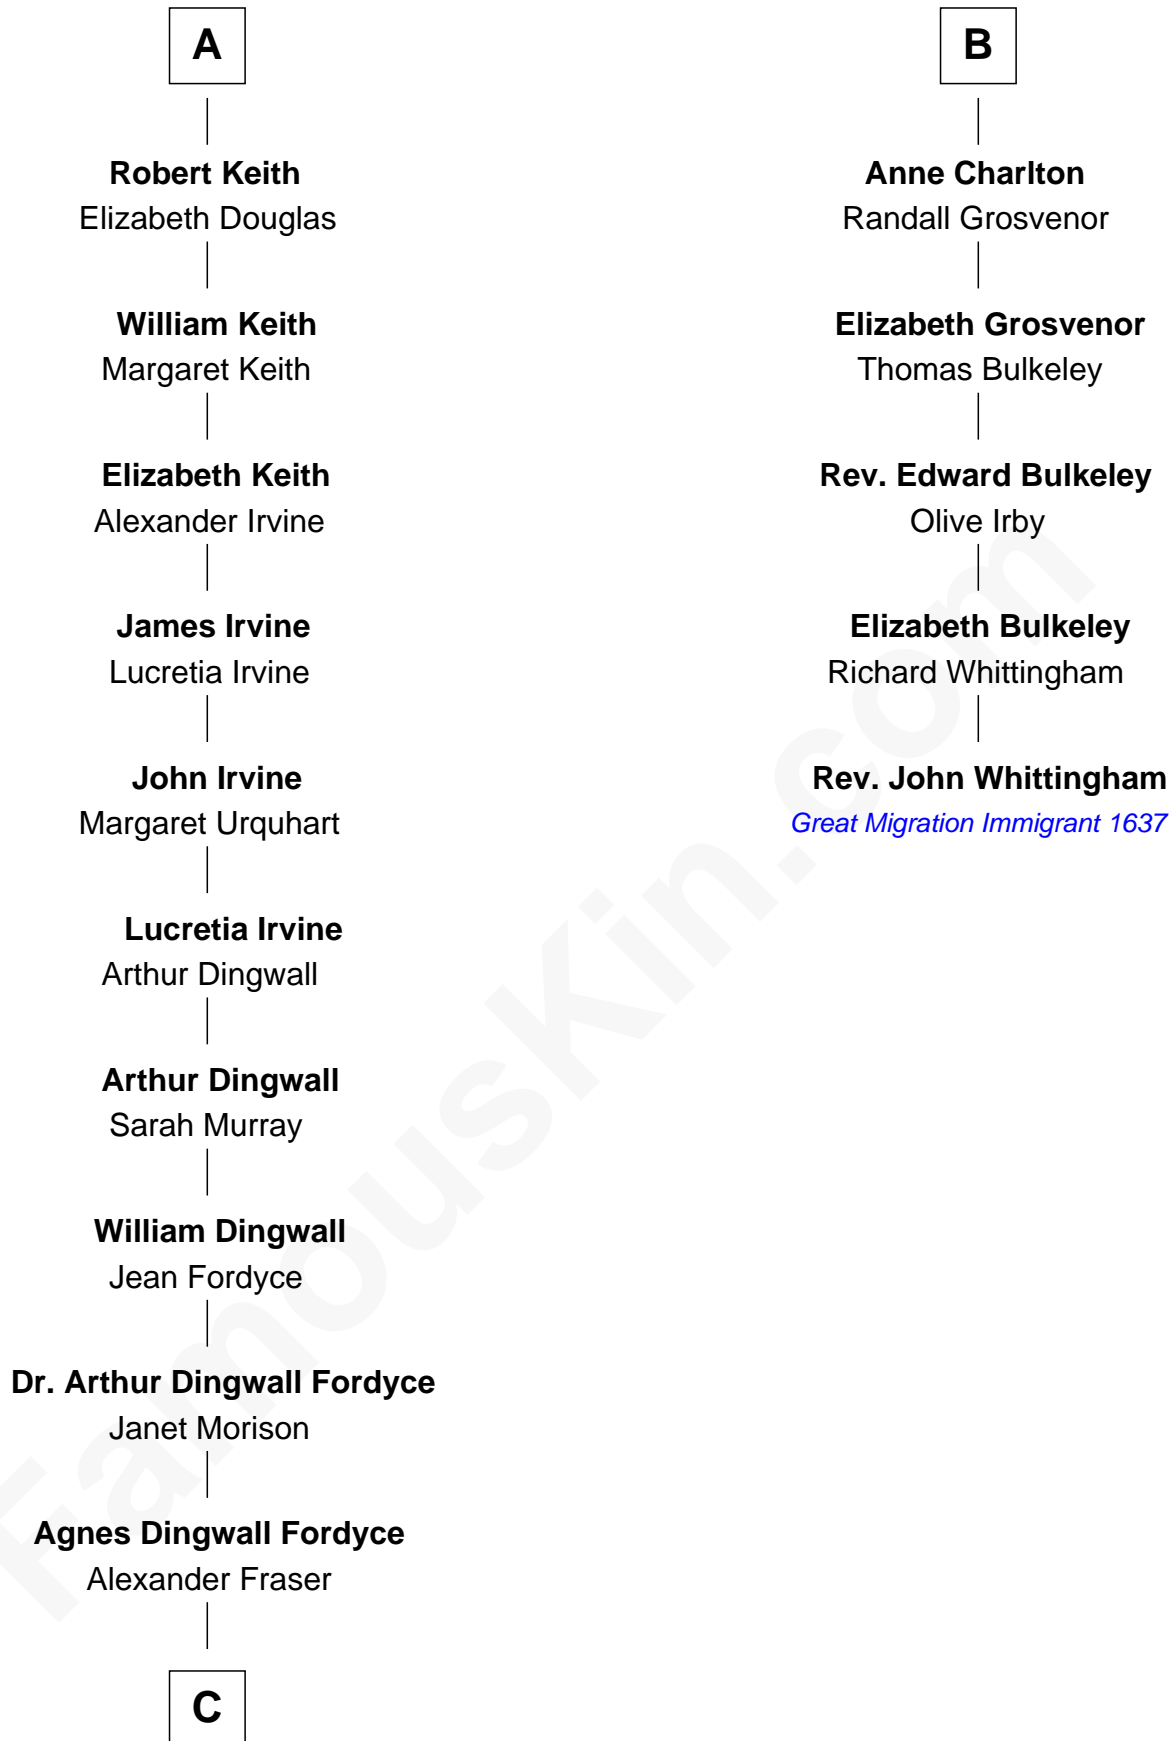 A
Robert Keith
Elizabeth Douglas
William Keith
Margaret Keith
Elizabeth Keith
Alexander Irvine
James Irvine
Lucretia Irvine
John Irvine
Margaret Urquhart
Lucretia Irvine
Arthur Dingwall
Arthur Dingwall
Sarah Murray
William Dingwall
Jean Fordyce
Dr. Arthur Dingwall Fordyce
Janet Morison
Agnes Dingwall Fordyce
Alexander Fraser
C
B
Anne Charlton
Randall Grosvenor
Elizabeth Grosvenor
Thomas Bulkeley
Rev. Edward Bulkeley
Olive Irby
Elizabeth Bulkeley
Richard Whittingham
Rev. John Whittingham
Great Migration Immigrant 1637
FamousKin.com